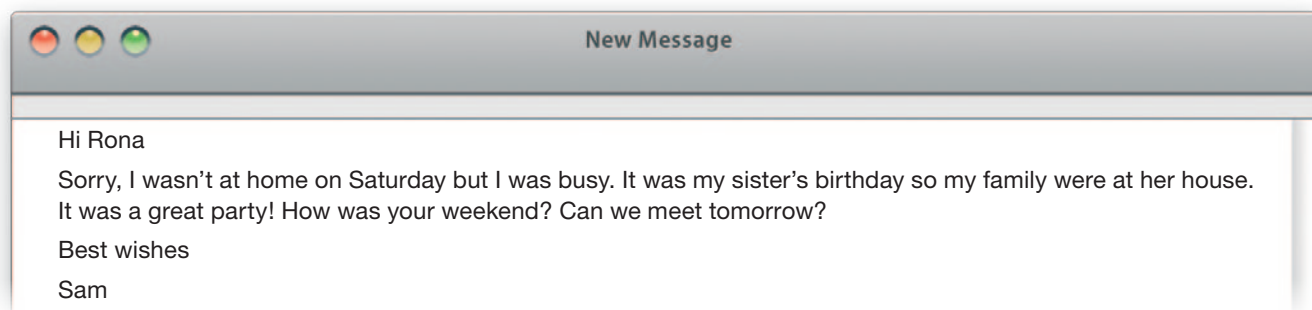 New Message
Hi Rona
Sorry, I wasn't at home on Saturday but I was busy. It was my sister's birthday so my family were at her house.
It was a great party! How was your weekend? Can we meet tomorrow?
Best wishes
Sam